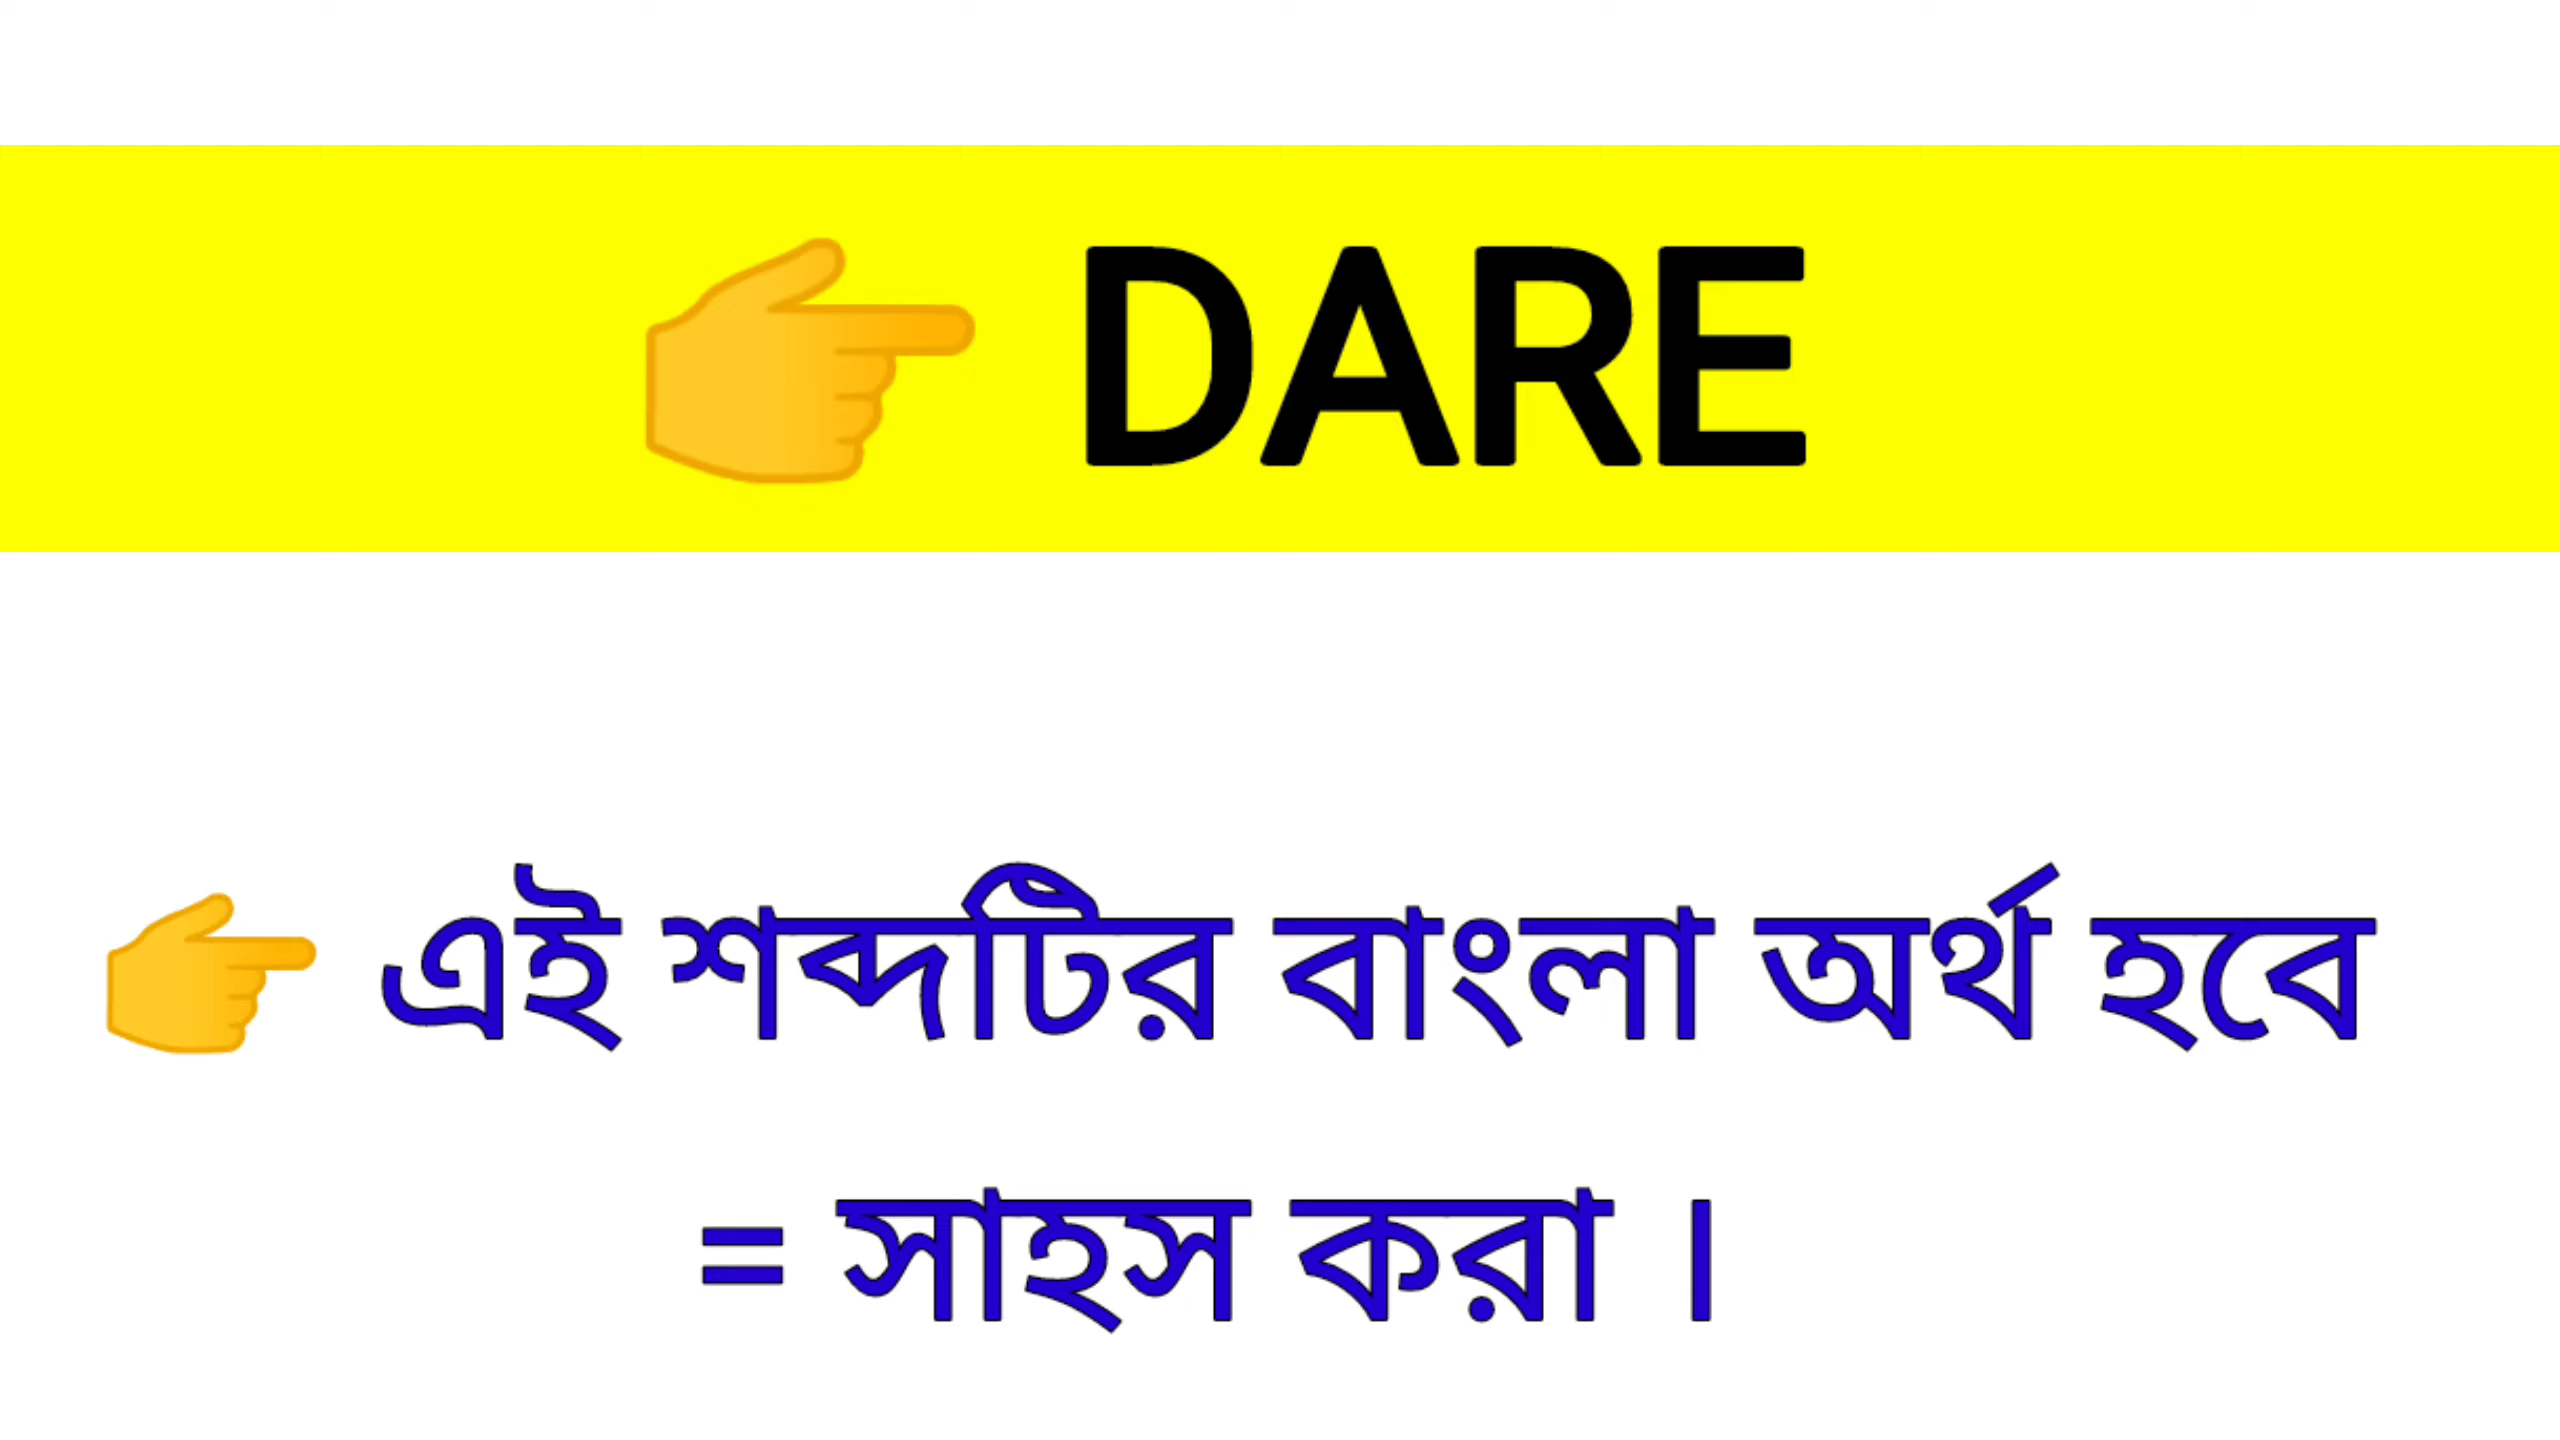 👉 DARE
👉 এই শব্দটির বাংলা অর্থ হবে
= সাহস করা ।